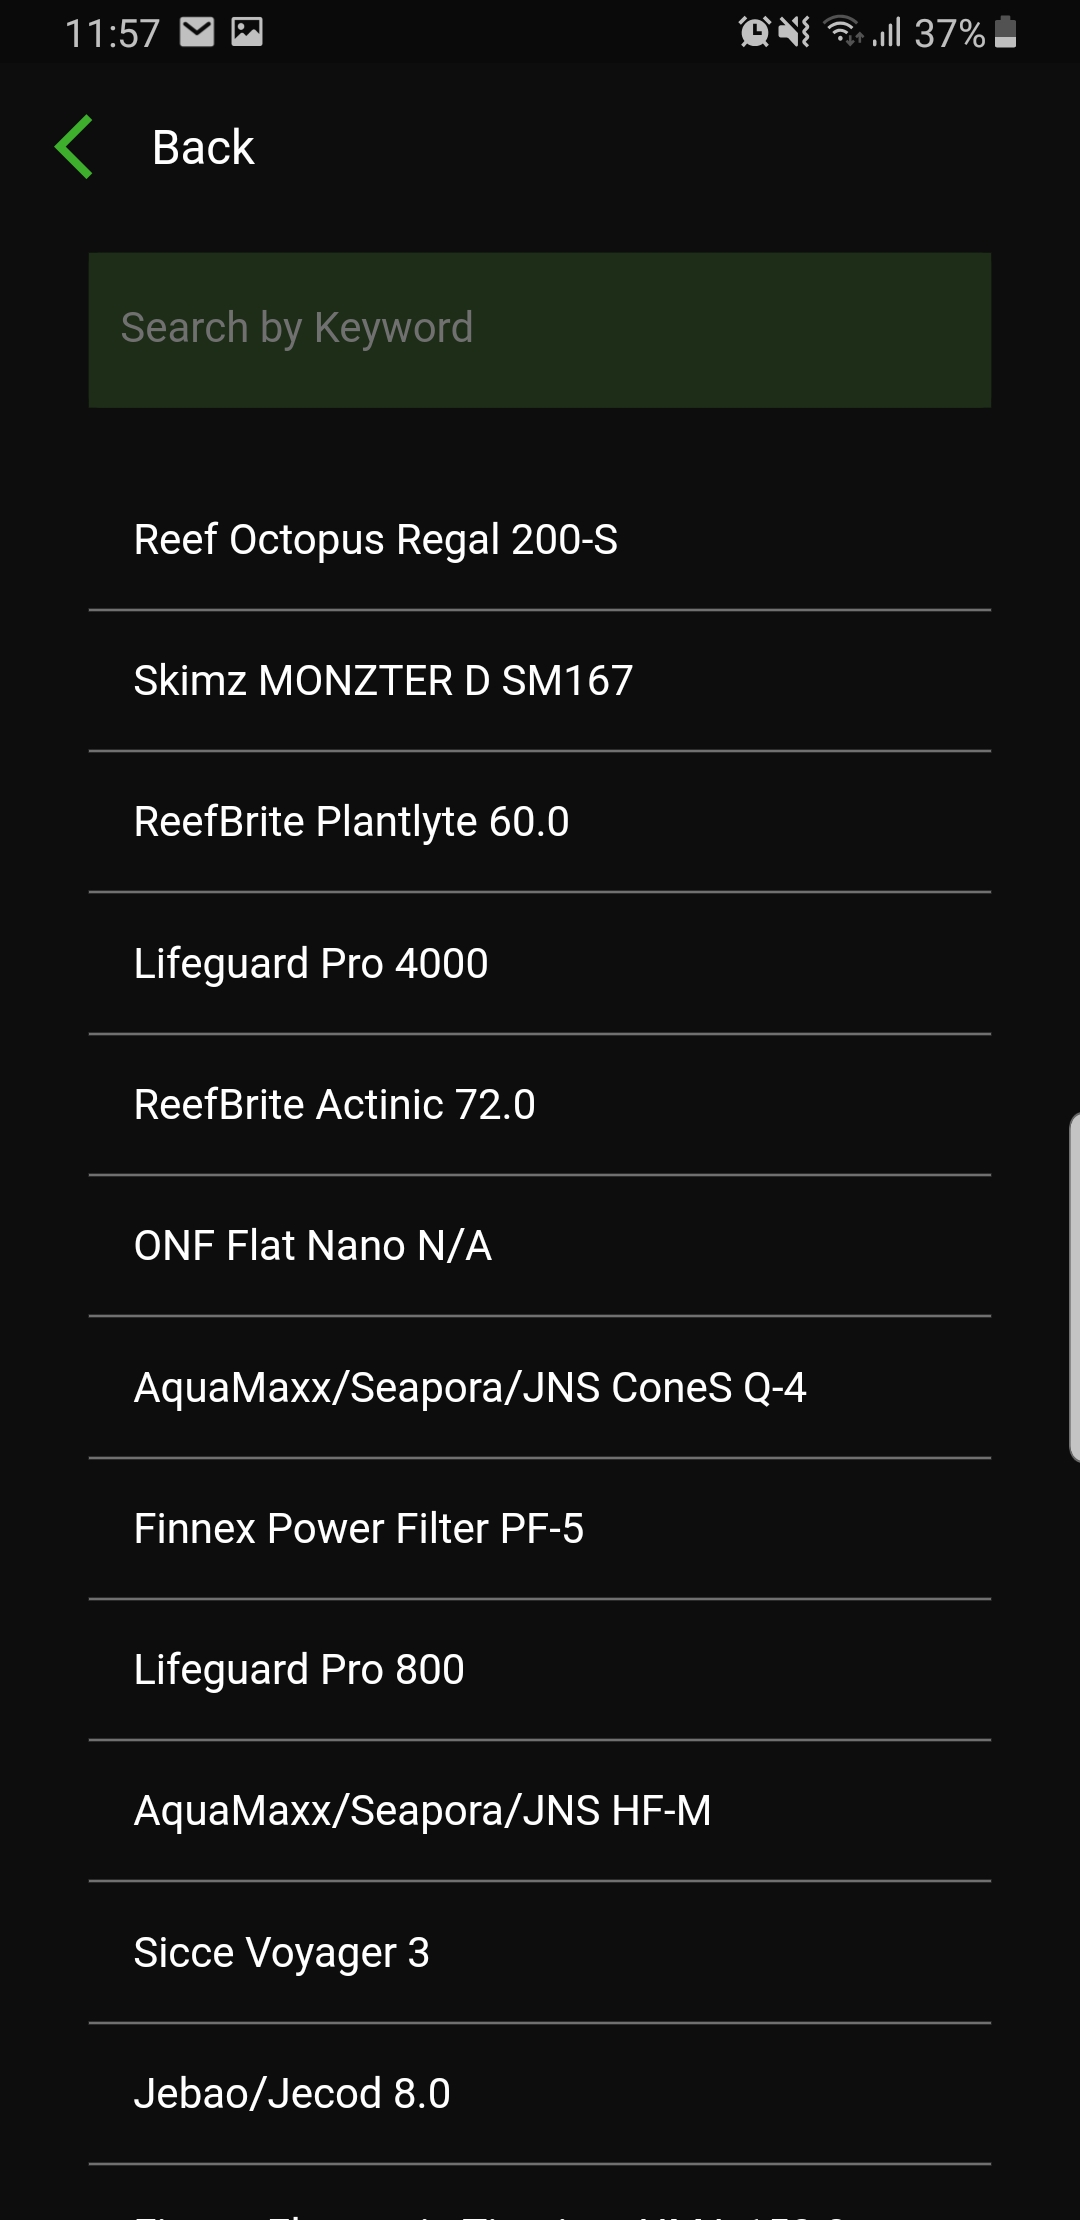 11:57 37%
Back
Search by Keyword
Reef Octopus Regal 200-S
Skimz MONZTER D SM167
ReefBrite Plantlyte 60.0
Lifeguard Pro 4000
ReefBrite Actinic 72.0
ONF Flat Nano N/A
AquaMaxx/Seapora/JNS ConeS Q-4
Finnex Power Filter PF-5
Lifeguard Pro 800
AquaMaxx/Seapora/JNS HF-M
Sicce Voyager 3
Jebao/Jecod 8.0